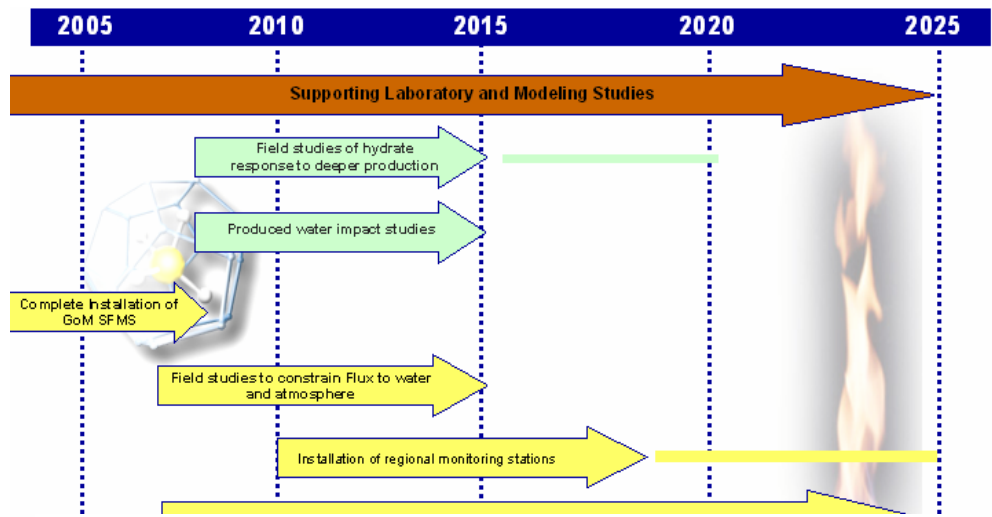 2005 2010 2015 2020 2025
Supporting Laboratory and Modeling Studies
Field studies of hydrate
response to deeper production
Produced water impact studies
Complete Installation of
GoM SFMS
Field studies to constrain Flux to water
and atmosphere
Installation of regional monitoring stations